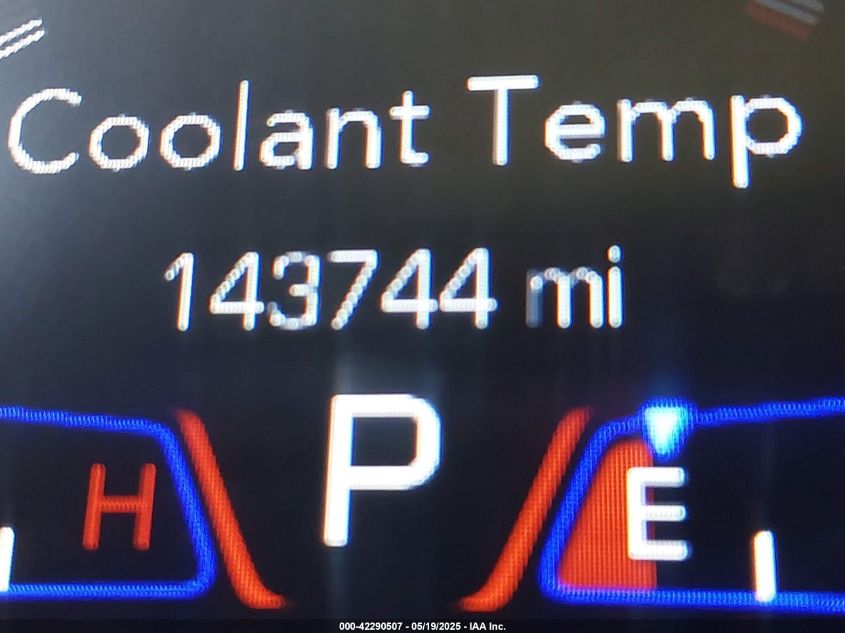 Coolant Temp
143744 mi
P
H
E
000-42290507 - 05/19/2025 - IAA Inc.